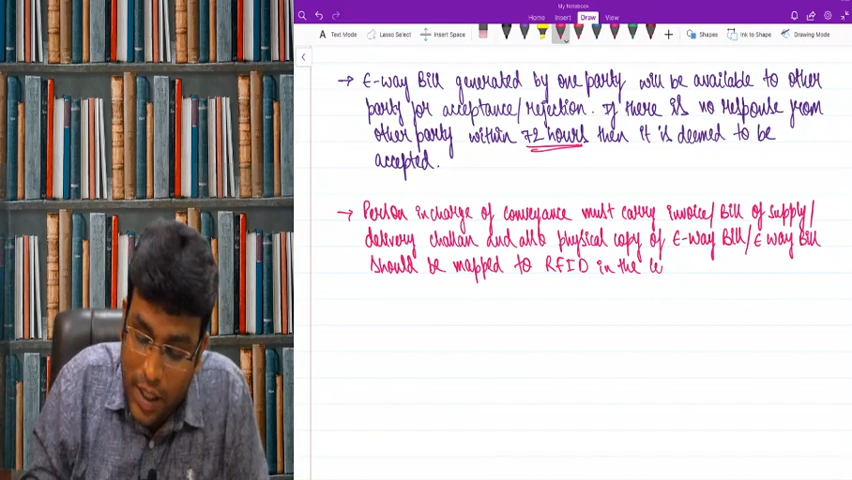 My Notebook
Home Insert Draw View
Text Mode Lasso Select Insert Space Shapes Ink to Shape Drawing Mode
→ E-way Bill generated by one party will be available to other
party for acceptance/rejection. If there is no response from
other party within 72 hours then it is deemed to be
accepted.
→ Person in charge of conveyance must carry invoice/Bill of supply/
delivery challan and also physical copy of E-way Bill/E way Bill
should be mapped to RFID in the